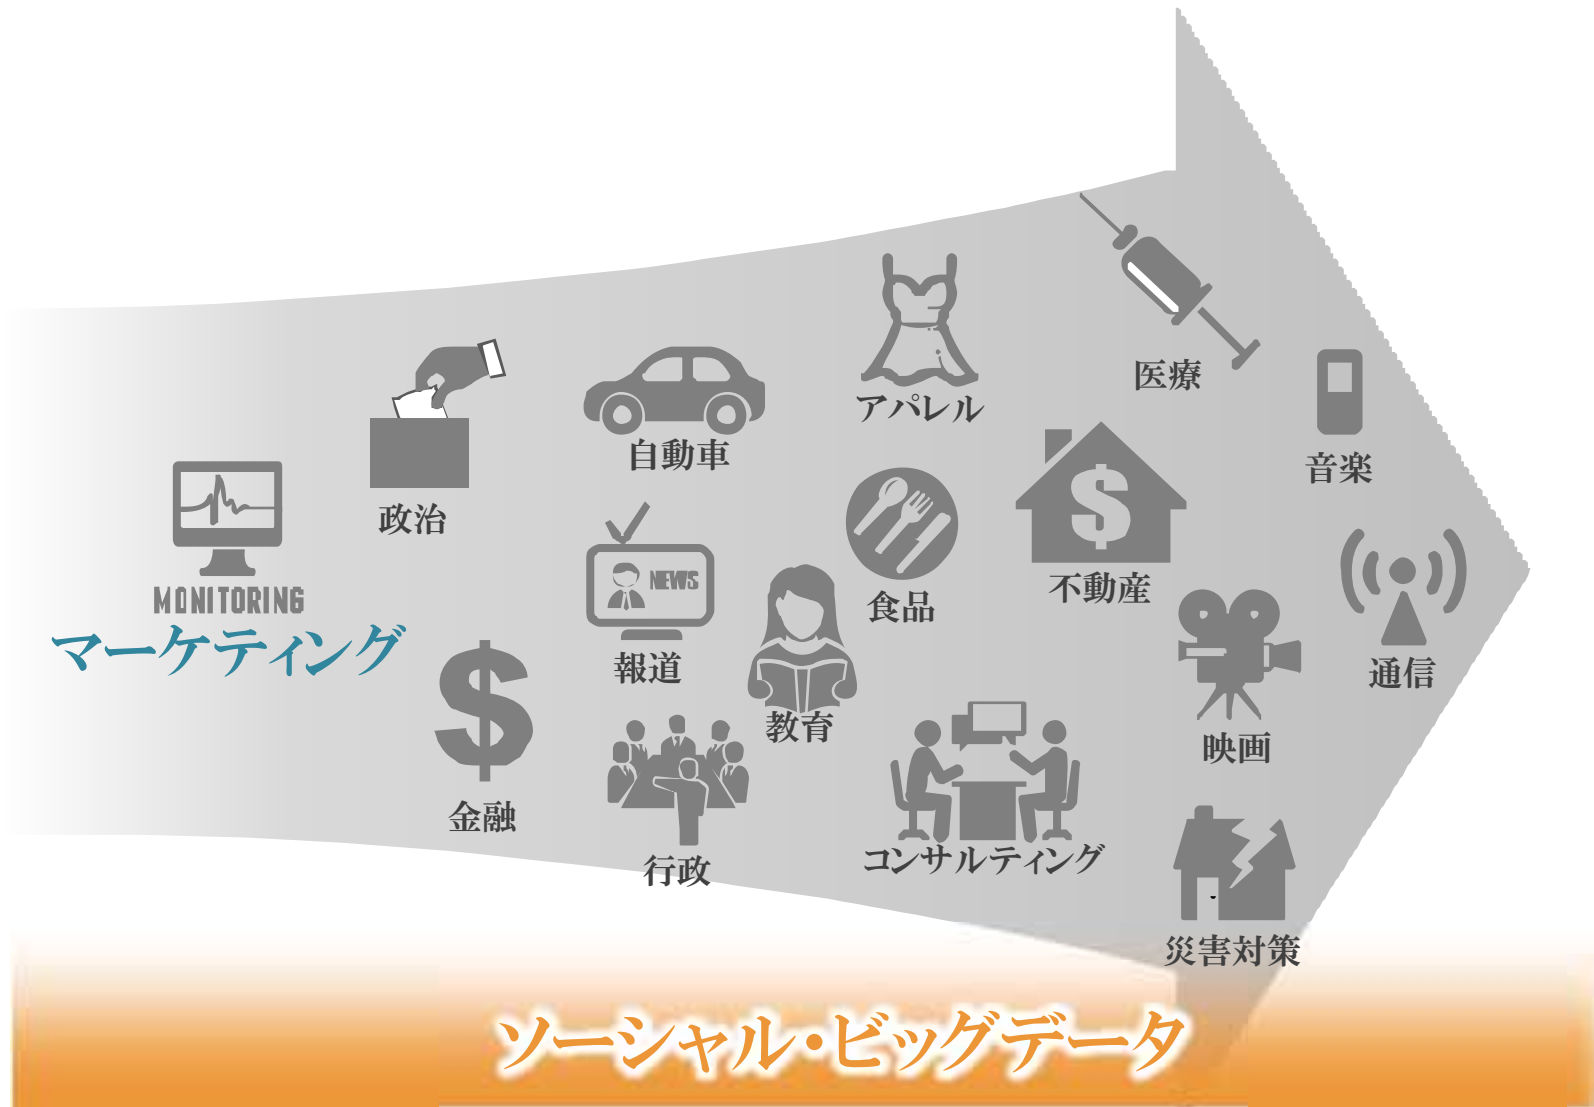 医療
アパレル
音楽
自動車
政治
NEWS
不動産
食品
MONITORING
マーケティング
報道
通信
教育
映画
金融
コンサルティング
行政
災害対策
ソーシャル・ビッグデータ